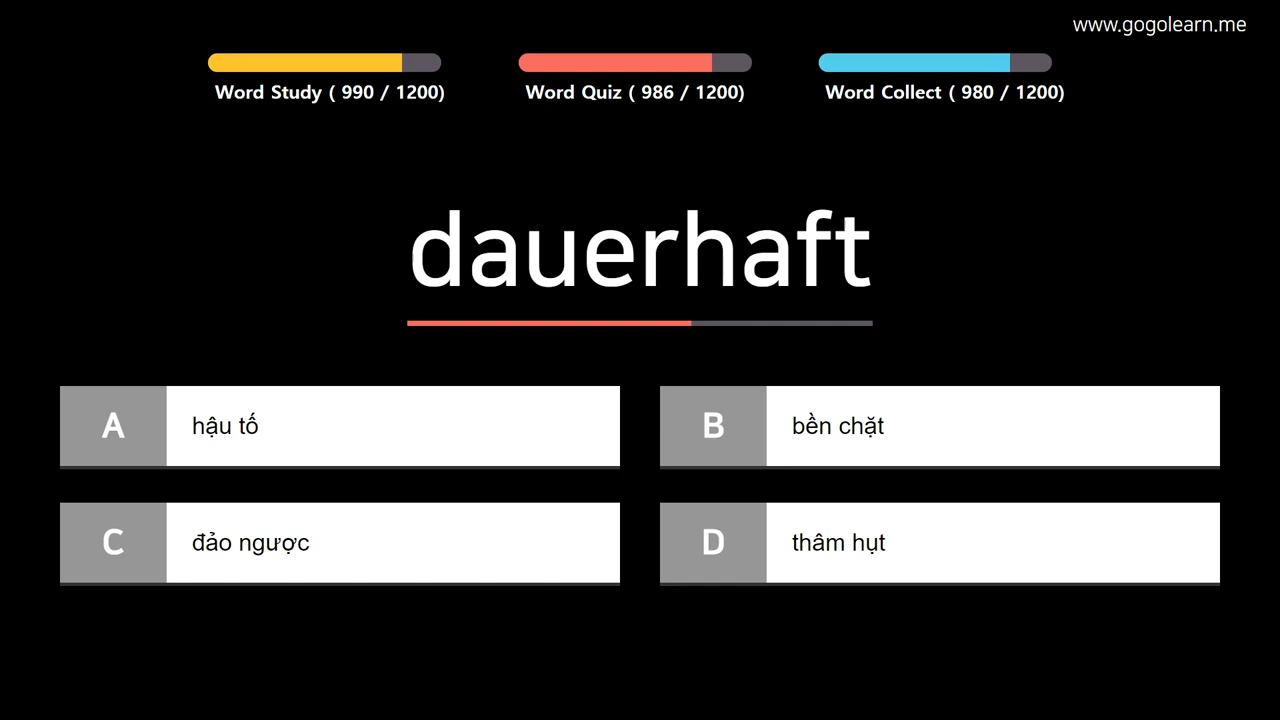 www.gogolearn.me
Word Study ( 990 / 1200)
Word Quiz ( 986 / 1200)
Word Collect ( 980 / 1200)
dauerhaft
A
hậu tố
B
bền chặt
C
đảo ngược
D
thâm hụt